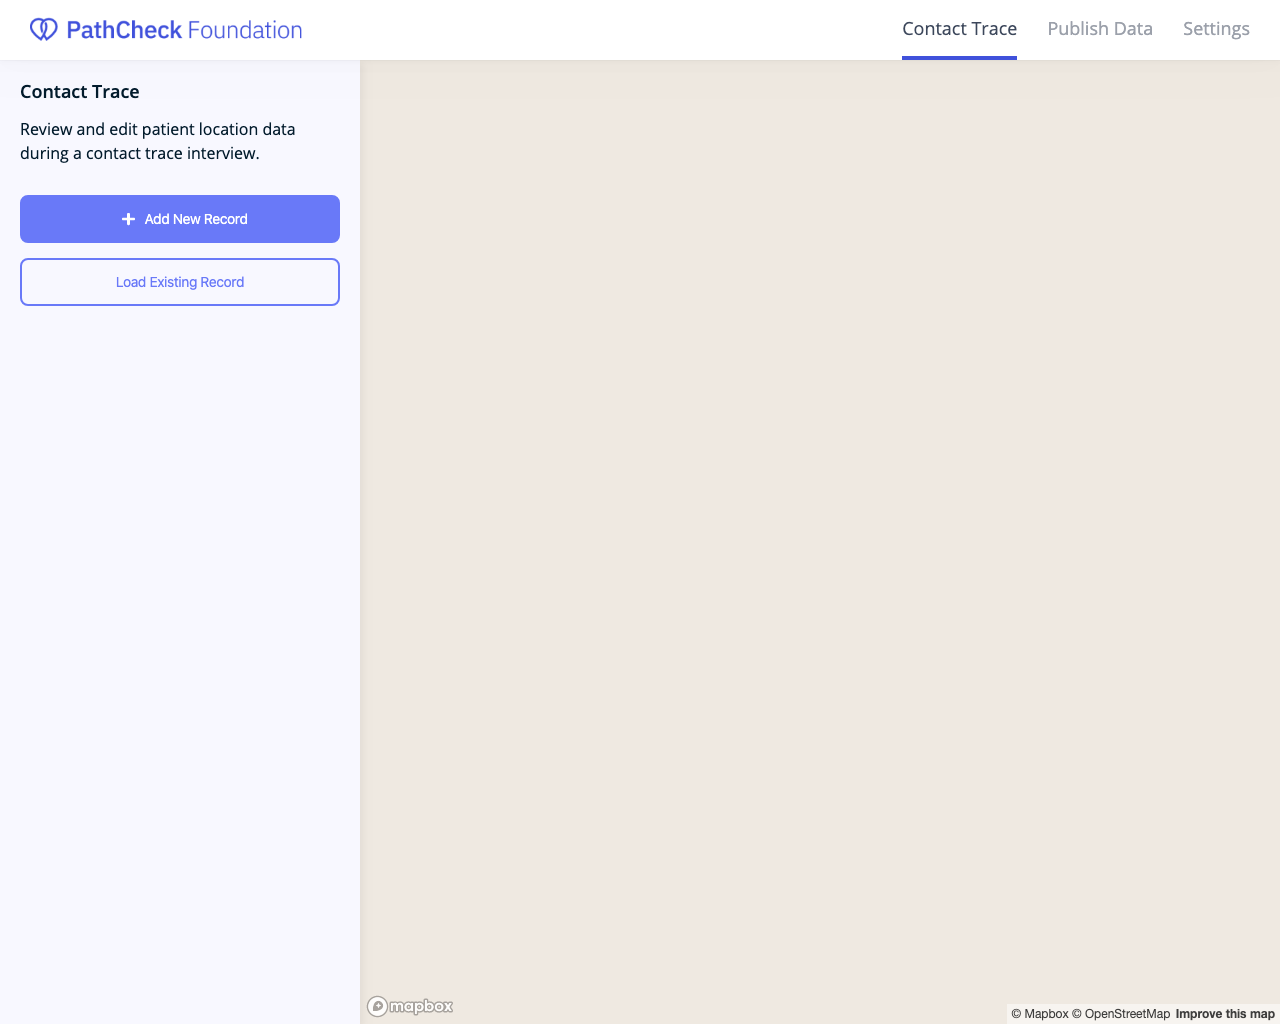 PathCheck Foundation
Contact Trace
Publish Data
Settings
Contact Trace
Review and edit patient location data
during a contact trace interview.
Add New Record
Load Existing Record
mapbox
© Mapbox © OpenStreetMap Improve this map